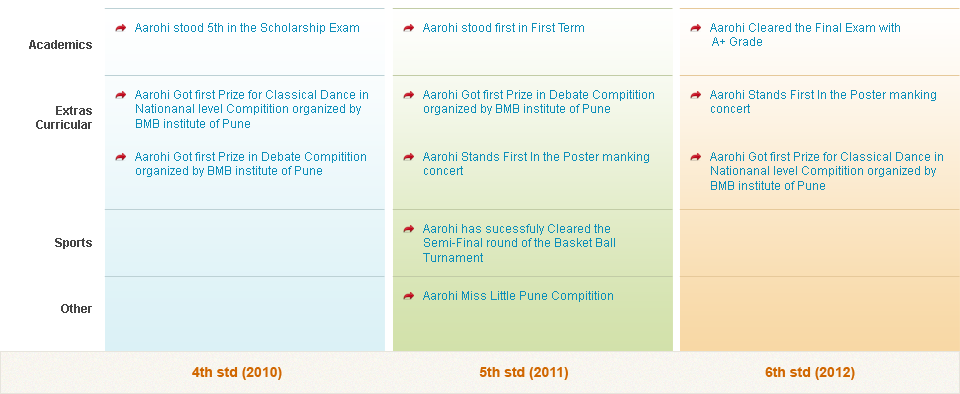 Academics
Aarohi stood 5th in the Scholarship Exam
Aarohi stood first in First Term
Aarohi Cleared the Final Exam with
A+ Grade
Extras
Curricular
Aarohi Got first Prize for Classical Dance in
Nationanal level Compitition organized by
BMB institute of Pune
Aarohi Got first Prize in Debate Compitition
organized by BMB institute of Pune
Aarohi Stands First In the Poster manking
concert
Aarohi Got first Prize in Debate Compitition
organized by BMB institute of Pune
Aarohi Stands First In the Poster manking
concert
Aarohi Got first Prize for Classical Dance in
Nationanal level Compitition organized by
BMB institute of Pune
Sports
Aarohi has sucessfuly Cleared the
Semi-Final round of the Basket Ball
Turnament
Other
Aarohi Miss Little Pune Compitition
4th std (2010)
5th std (2011)
6th std (2012)